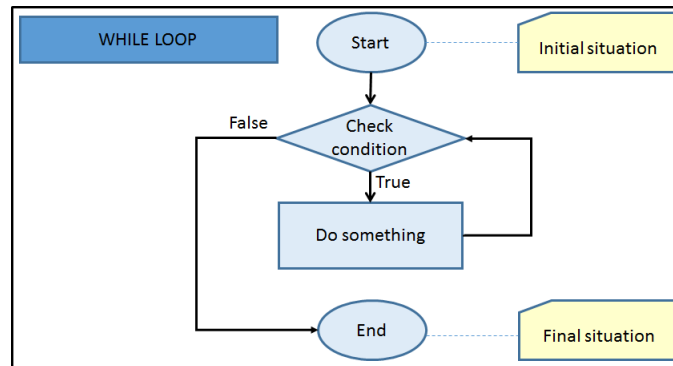 WHILE LOOP
Start
Initial situation
False
Check
condition
True
Do something
End
Final situation